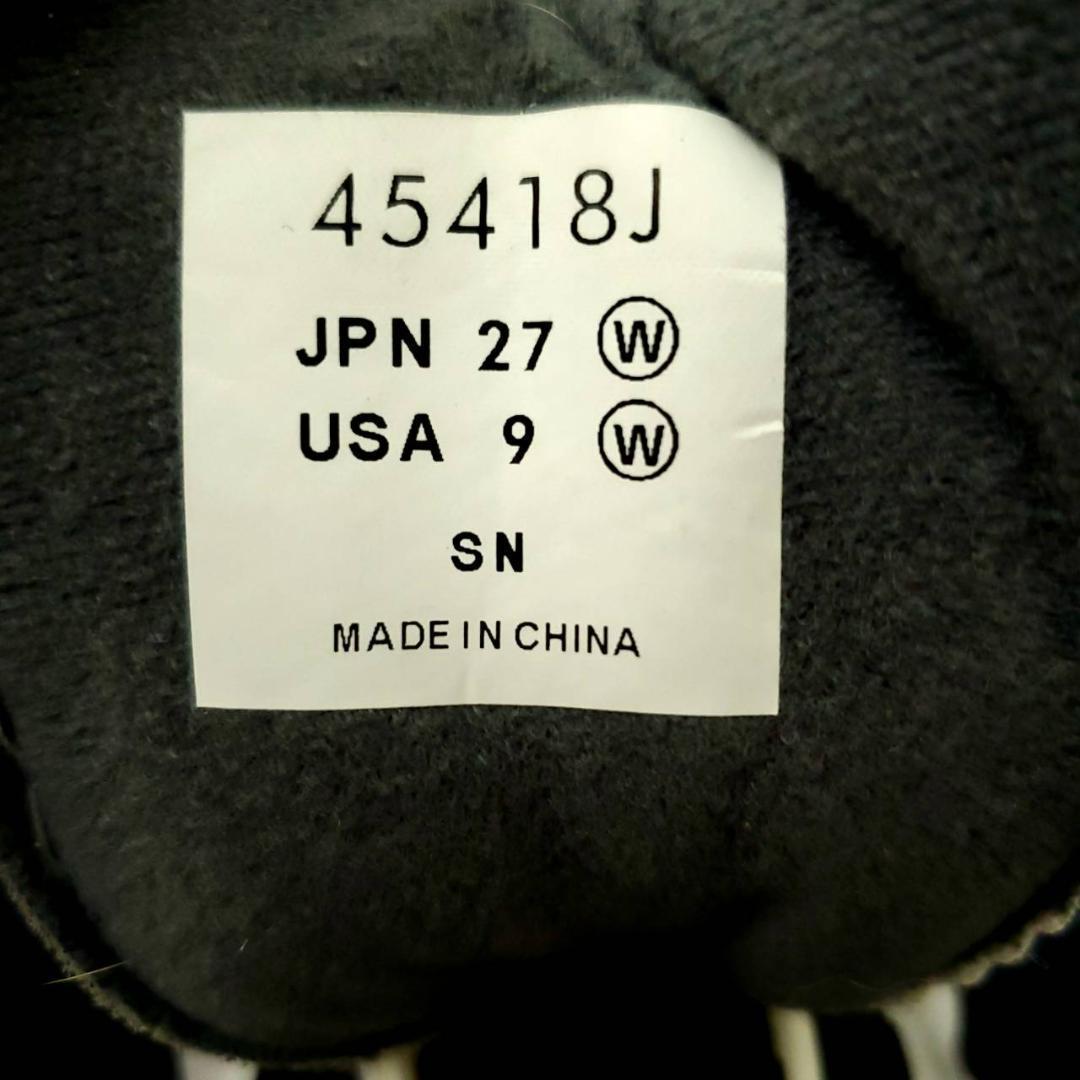 45418J
JPN 27 Ⓦ
USA 9 Ⓦ
SN
MADE IN CHINA